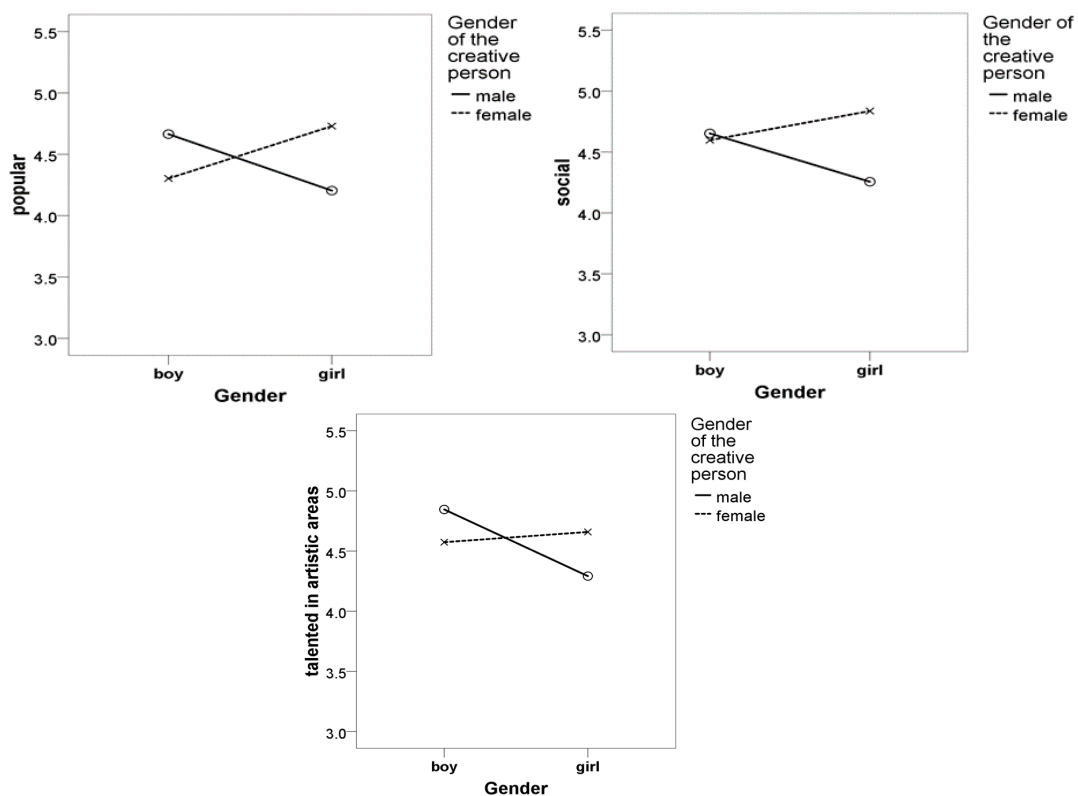 Gender
of the
creative
person
male
female
5.5
5.0
4.5
4.0
3.5
3.0
popular
boy girl
Gender
Gender of
the
creative
person
male
female
5.5
5.0
4.5
4.0
3.5
3.0
social
boy girl
Gender
Gender
of the
creative
person
male
female
5.5
5.0
4.5
4.0
3.5
3.0
talented in artistic areas
boy girl
Gender